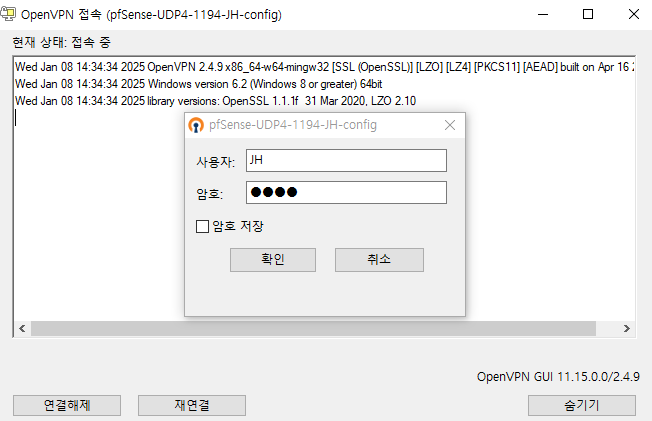 OpenVPN 접속 (pfSense-UDP4-1194-JH-config)
현재 상태: 접속 중
Wed Jan 08 14:34:34 2025 OpenVPN 2.4.9 x86_64-w64-mingw32 [SSL (OpenSSL)] [LZO] [LZ4] [PKCS11] [AEAD] built on Apr 16 2
Wed Jan 08 14:34:34 2025 Windows version 6.2 (Windows 8 or greater) 64bit
Wed Jan 08 14:34:34 2025 library versions: OpenSSL 1.1.1f  31 Mar 2020, LZO 2.10
pfSense-UDP4-1194-JH-config
사용자: JH
암호: ●●●●
암호 저장
확인 취소
OpenVPN GUI 11.15.0.0/2.4.9
연결해제 재연결 숨기기